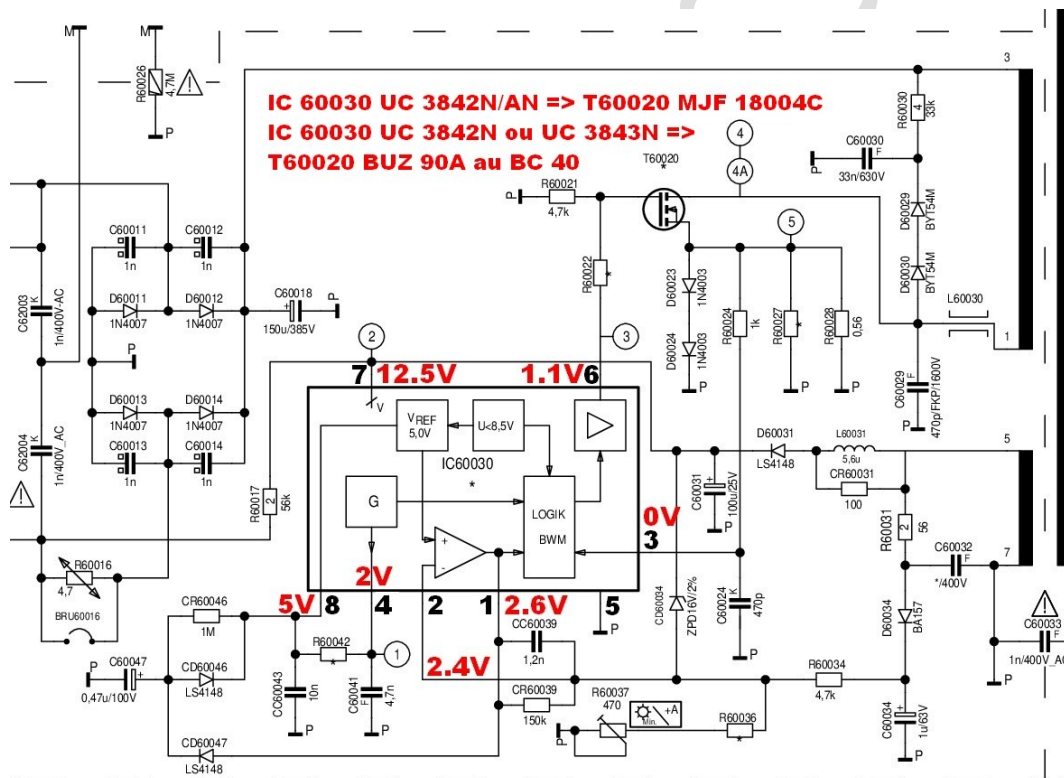 M
M
R60026
4.7M
P
IC 60030 UC 3842N/AN => T60020 MJF 18004C
IC 60030 UC 3842N ou UC 3843N =>
T60020 BUZ 90A au BC 40
4
4A
T60020
*
3
R60030
4
33k
C60030
F
33n/630V
P
R60021
4,7k
P
5
D60029
BYT54M
D60030
BYT54M
L60030
1
C60011
1n
C60012
1n
C62003
K
1n/400V-AC
D60011
1N4007
D60012
1N4007
C60018
+
150u/385V
P
P
R60022
*
D60023
1N4003
D60024
1N4003
R60024
1k
R60027
*
R60028
0,56
P
P
P
C60029
F
470p/FKP/1600V
P
2
3
7
12.5V
1.1V
6
D60013
1N4007
D60014
1N4007
C60013
1n
C60014
1n
C62004
K
1n/400V_AC
V
VREF
5,0V
U<8,5V
IC60030
*
G
LOGIK
BWM
+
-
R60017
2
56k
0V
3
C60031
+
100u/25V
P
D60031
LS4148
L60031
5,6u
CR60031
100
5
R60031
2
56
C60032
F
*/400V
7
R60016
4,7
BRU60016
2V
5V
8
4
2
1
2.6V
5
P
CD60034
ZPD16V/2%
C60024
K
470p
P
D60034
BA157
C60033
F
1n/400V_AC
P
CR60046
1M
CD60046
LS4148
C60047
+
0,47u/100V
P
CD60047
LS4148
R60042
*
1
CC60043
10n
P
C60041
F
4,7n
P
2.4V
CC60039
1,2n
CR60039
150k
R60037
470
P
Min.
+A
R60036
*
R60034
4,7k
C60034
+
1u/63V
P